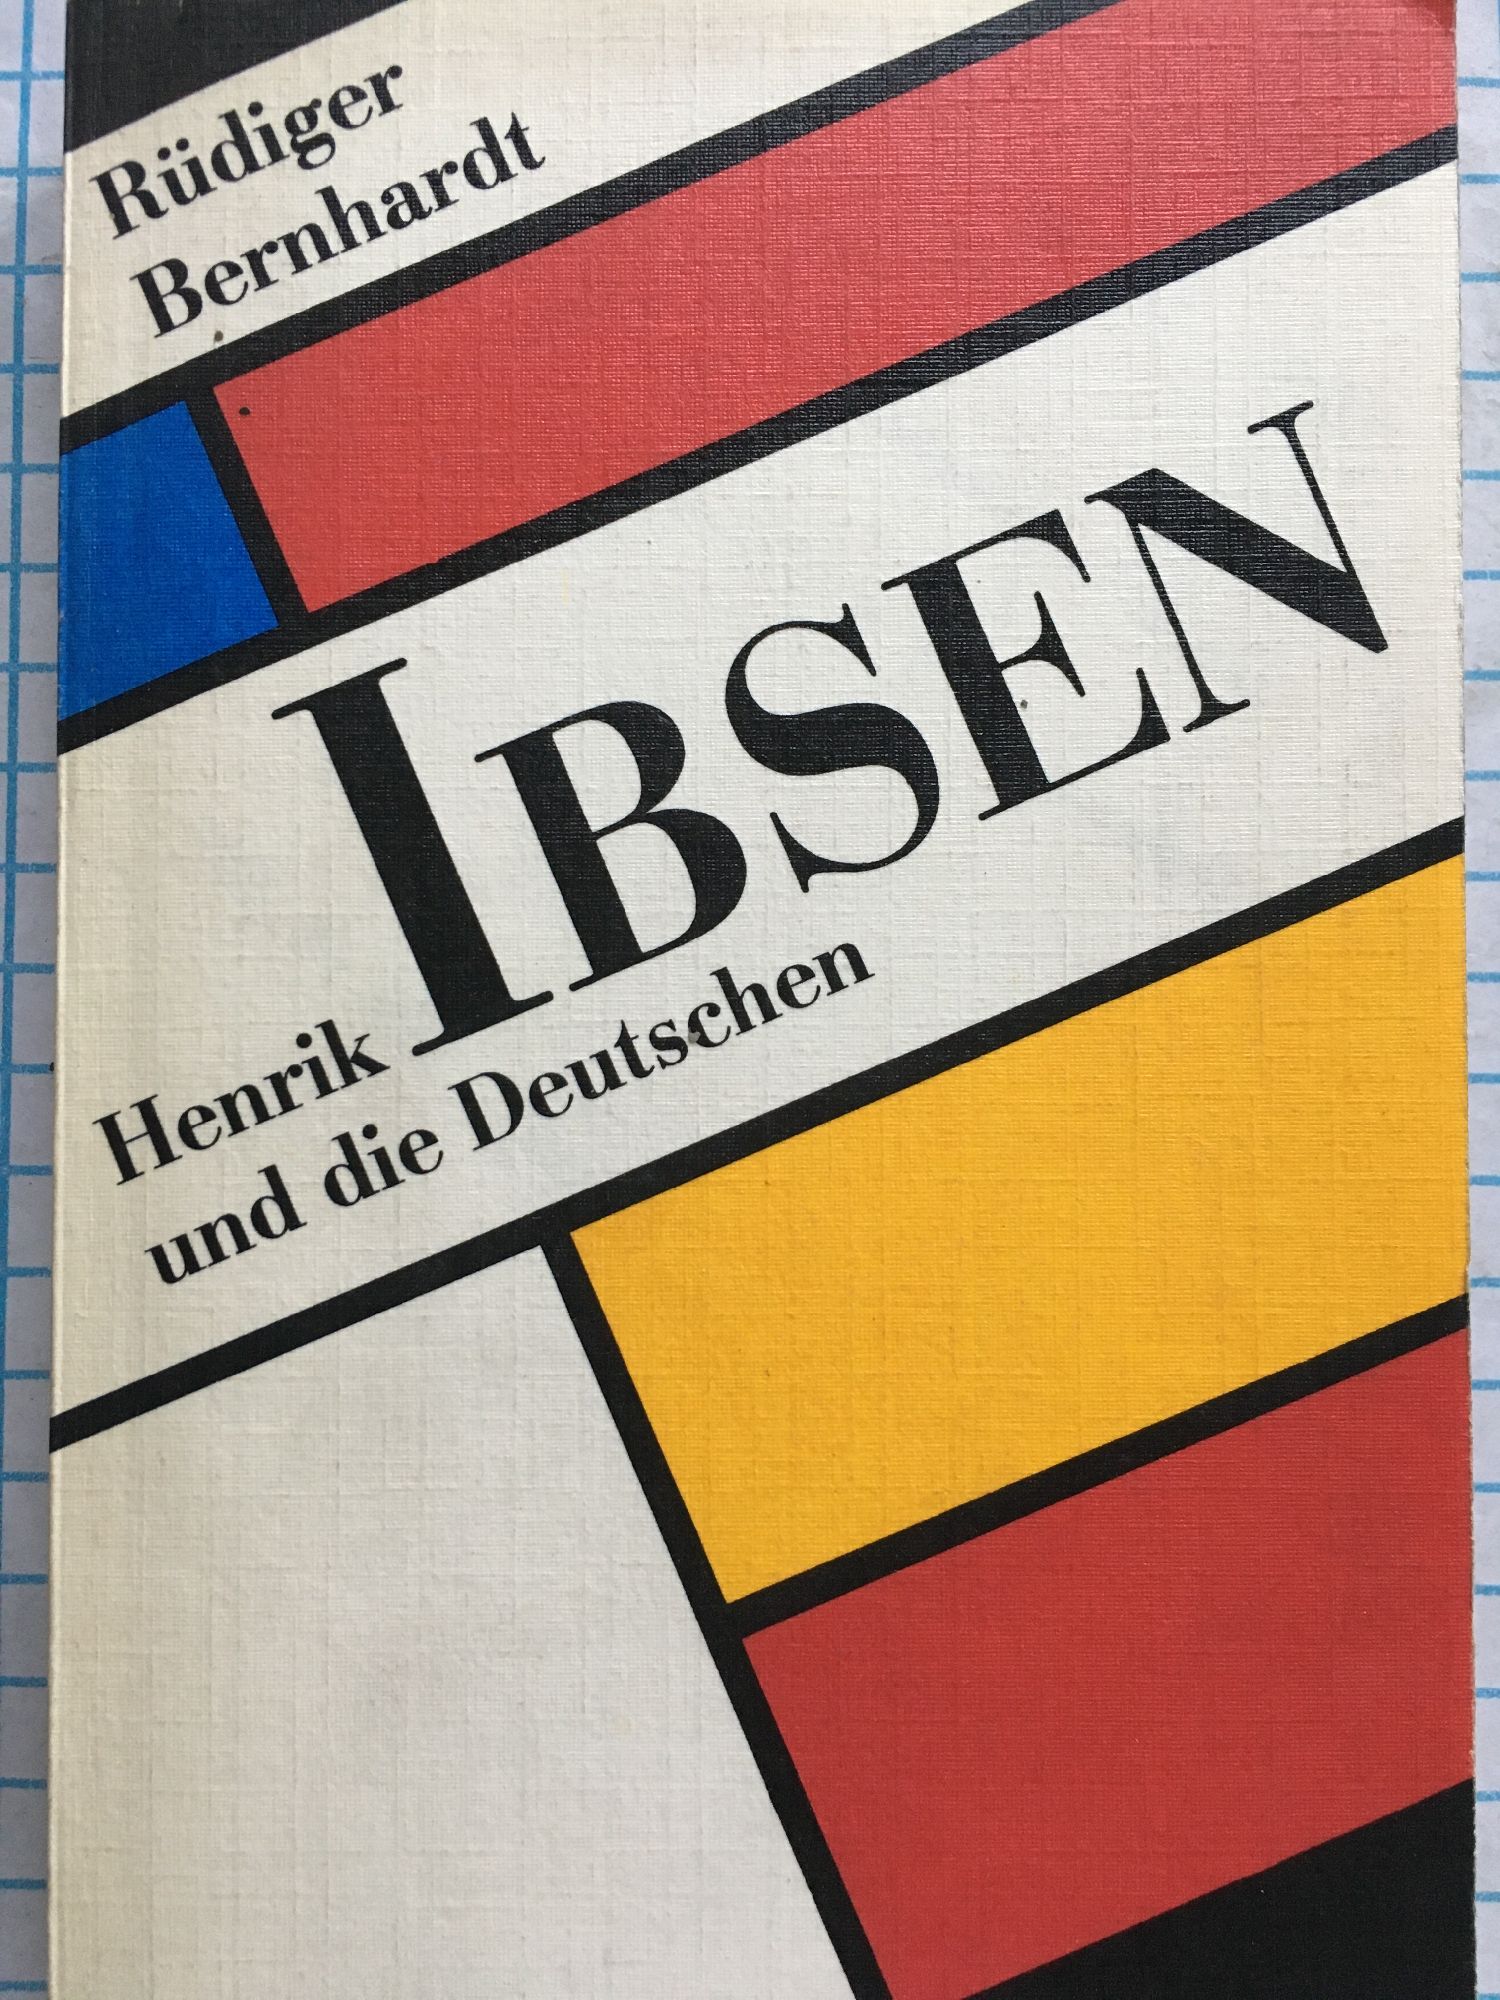 Rüdiger
Bernhardt
Henrik IBSEN
und die Deutschen